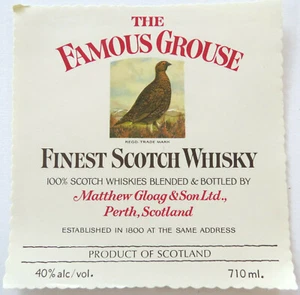 THE
FAMOUS GROUSE
REGD. TRADE MARK
FINEST SCOTCH WHISKY
100% SCOTCH WHISKIES BLENDED & BOTTLED BY
Matthew Gloag & Son Ltd.,
Perth, Scotland
ESTABLISHED IN 1800 AT THE SAME ADDRESS
PRODUCT OF SCOTLAND
40% alc/vol. 710 ml.